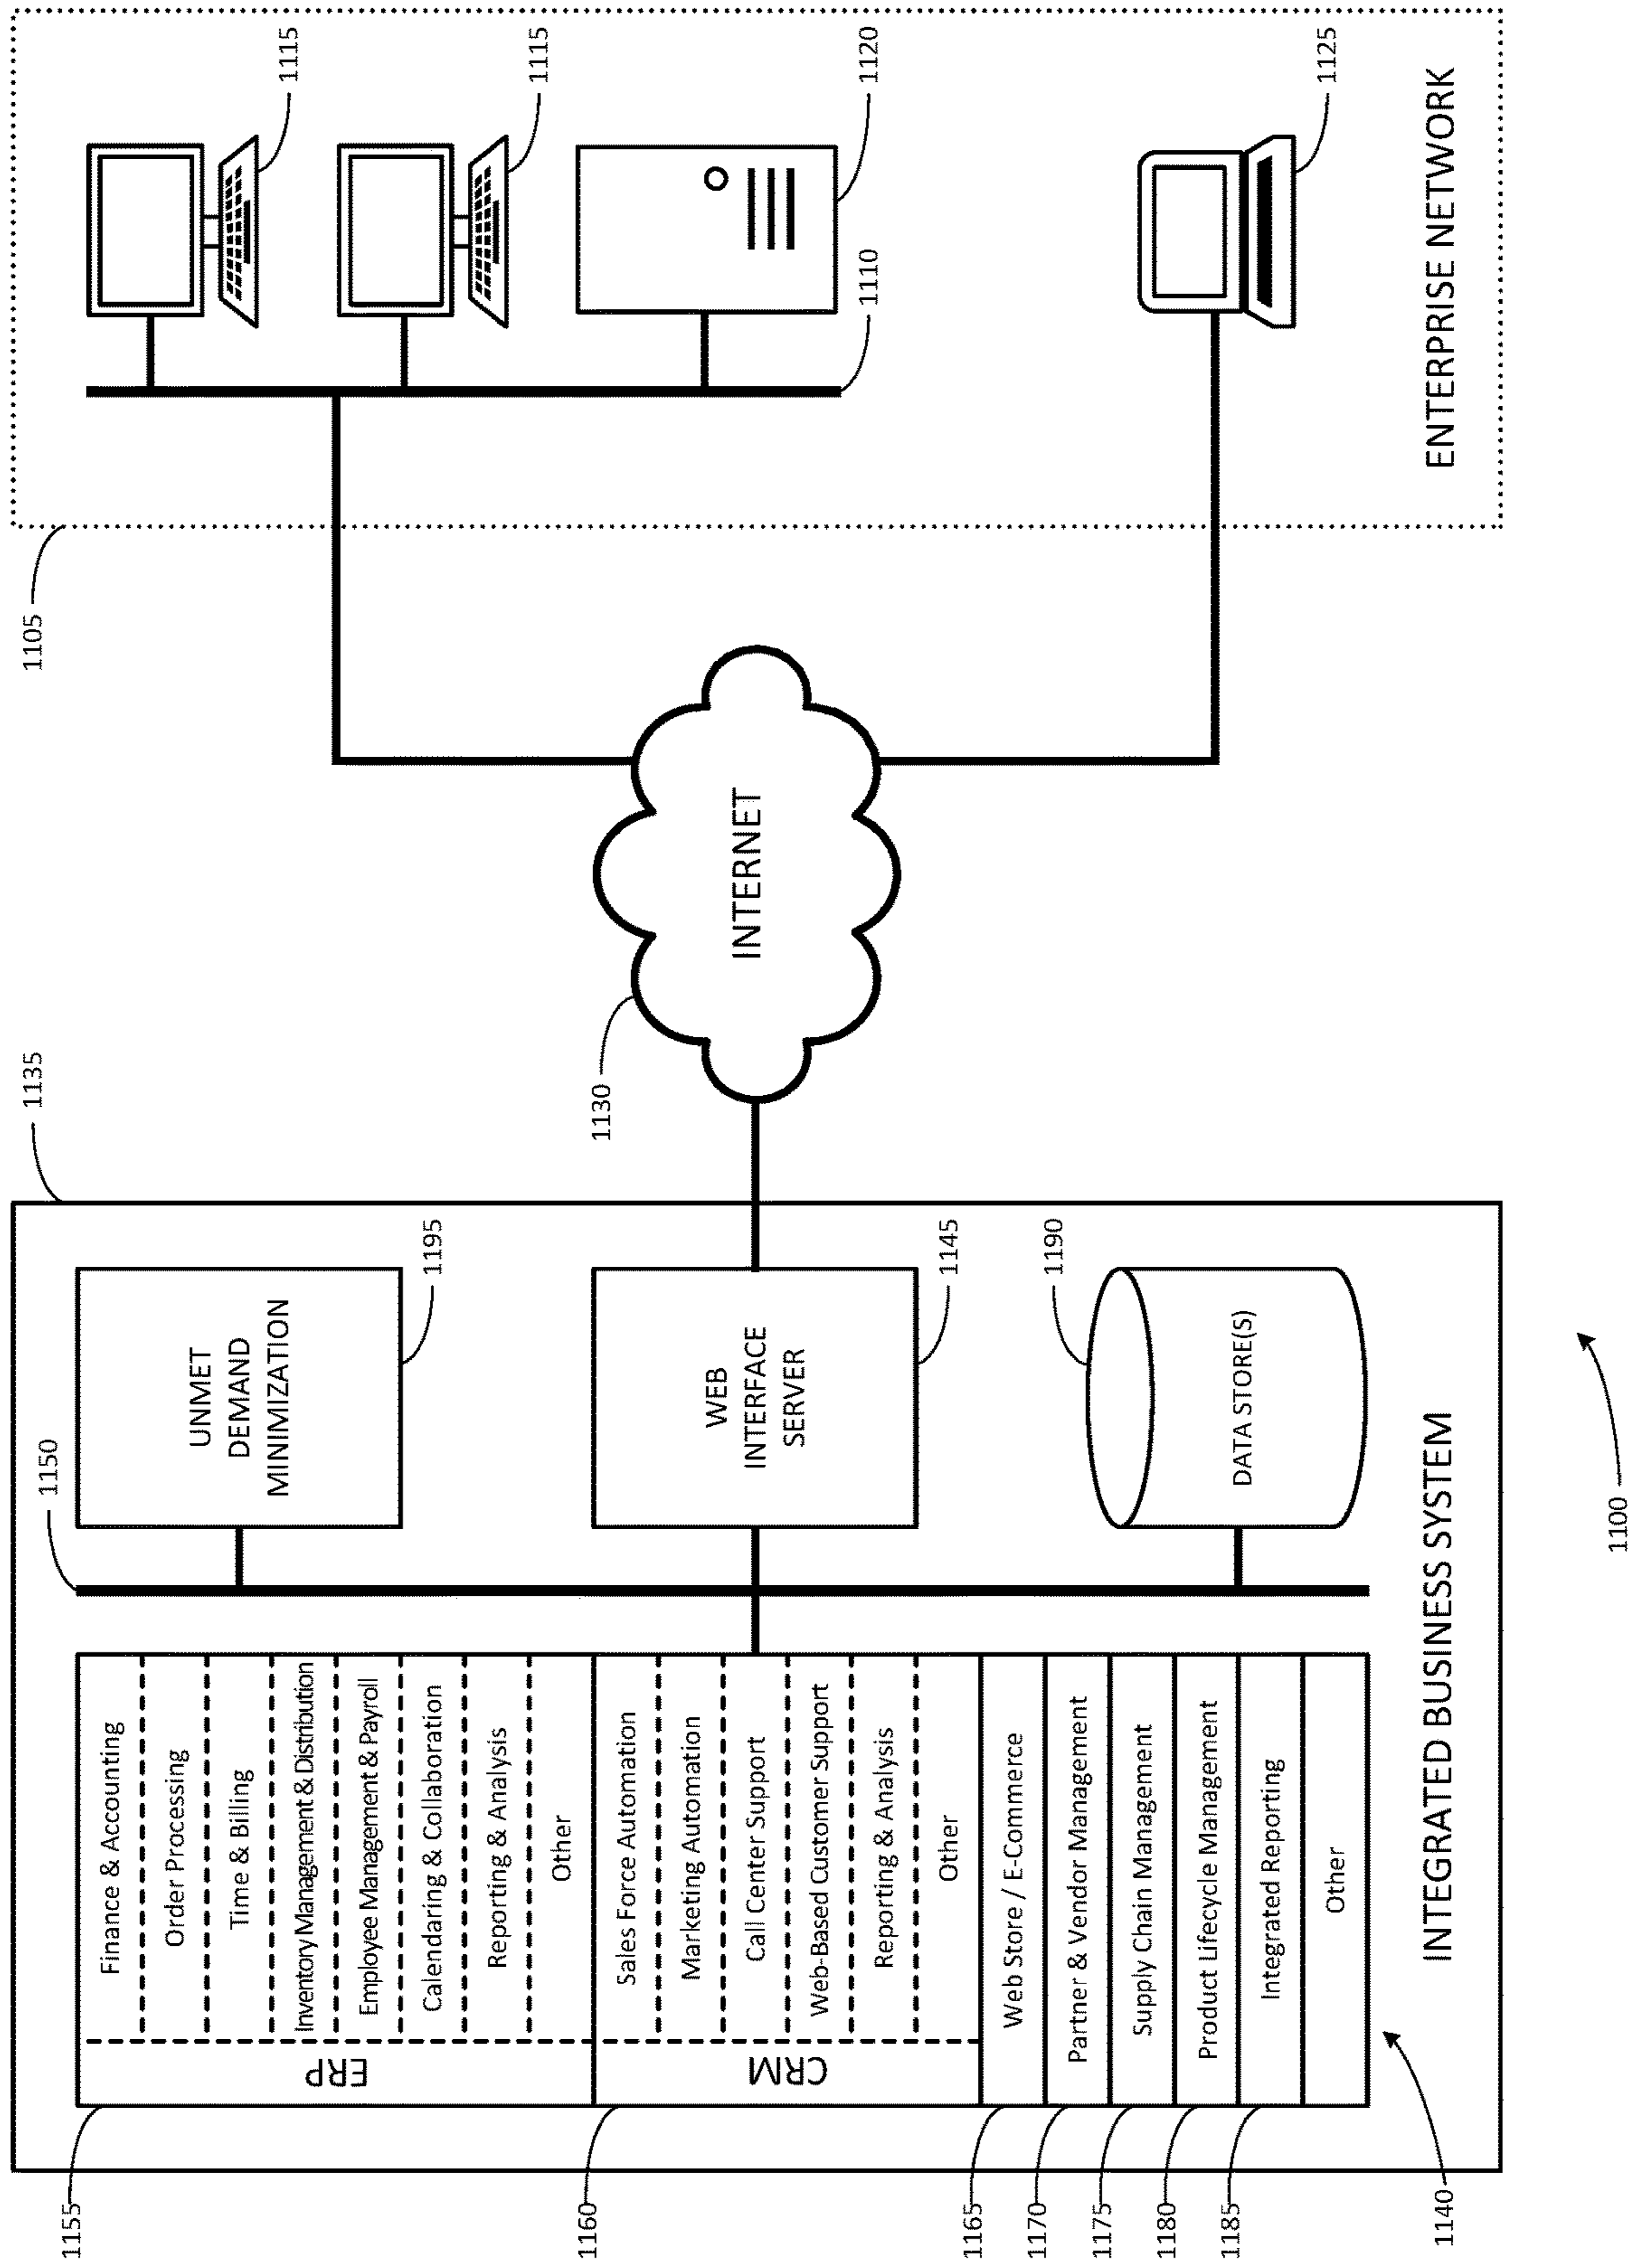 1155
1160
1165
1170
1175
1180
1185
1140
ERP
Finance & Accounting
Order Processing
Time & Billing
Inventory Management & Distribution
Employee Management & Payroll
Calendaring & Collaboration
Reporting & Analysis
Other
CRM
Sales Force Automation
Marketing Automation
Call Center Support
Web-Based Customer Support
Reporting & Analysis
Other
Web Store / E-Commerce
Partner & Vendor Management
Supply Chain Management
Product Lifecycle Management
Integrated Reporting
Other
INTEGRATED BUSINESS SYSTEM
1150
UNMET
DEMAND
MINIMIZATION
1195
WEB
INTERFACE
SERVER
1145
1190
DATA STORE(S)
1135
1100
1130
INTERNET
1105
1115
1115
1120
1110
1125
ENTERPRISE NETWORK